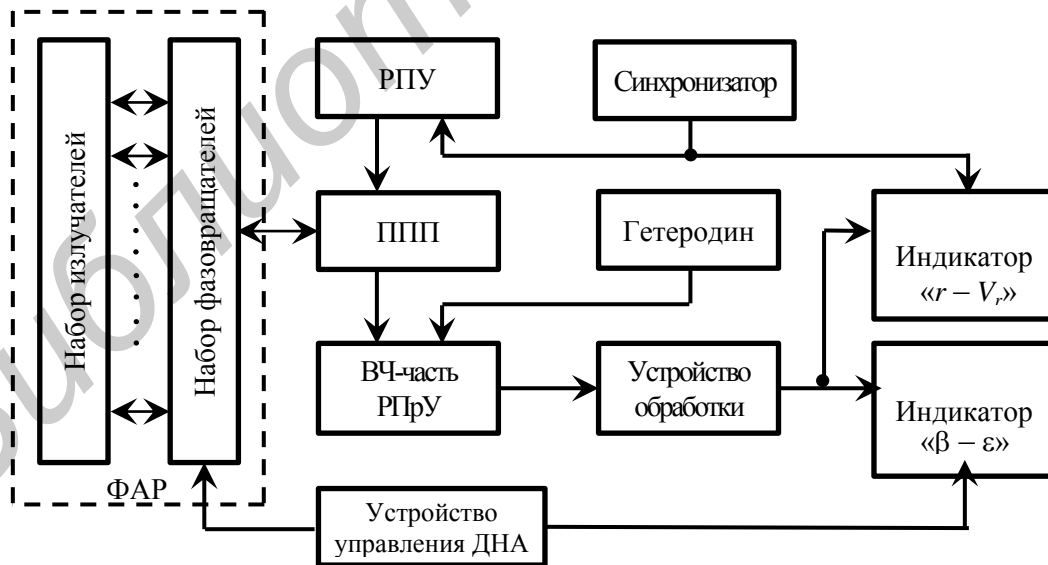 РПУ
Синхронизатор
Набор излучателей
Набор фазовращателей
ППП
Гетеродин
Индикатор
«r – Vr»
ВЧ-часть
РПрУ
Устройство
обработки
Индикатор
«β – ε»
ФАР
Устройство
управления ДНА